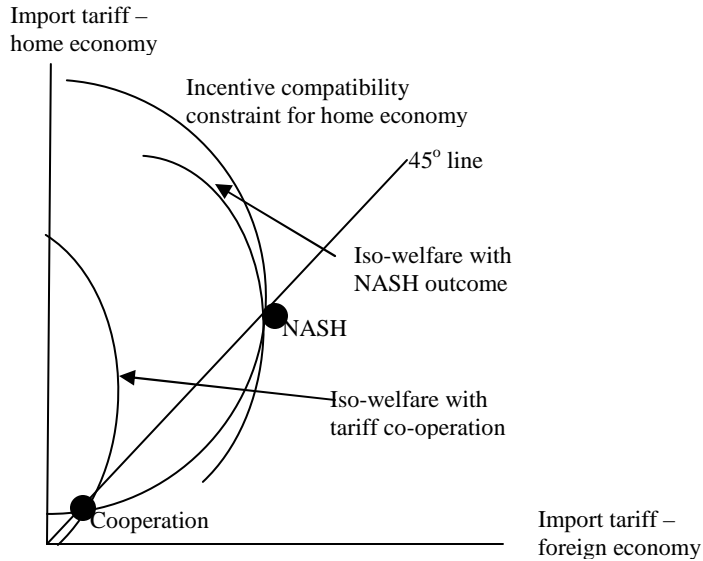 Import tariff –
home economy
Incentive compatibility
constraint for home economy
45º line
Iso-welfare with
NASH outcome
NASH
Iso-welfare with
tariff co-operation
Cooperation
Import tariff –
foreign economy